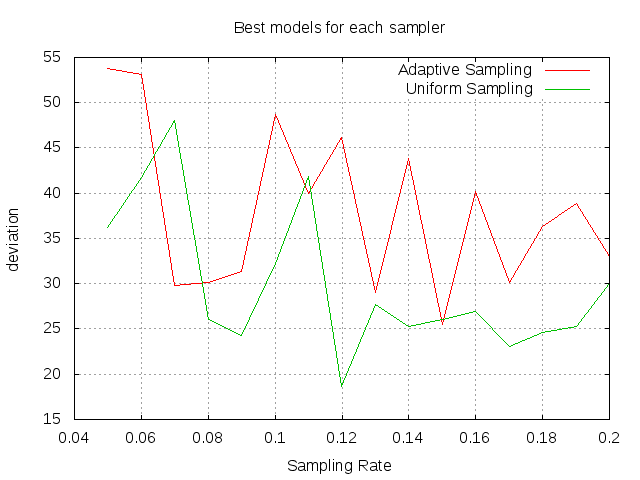 Best models for each sampler
Adaptive Sampling
Uniform Sampling
55
50
45
40
35
30
25
20
15
deviation
0.04 0.06 0.08 0.1 0.12 0.14 0.16 0.18 0.2
Sampling Rate